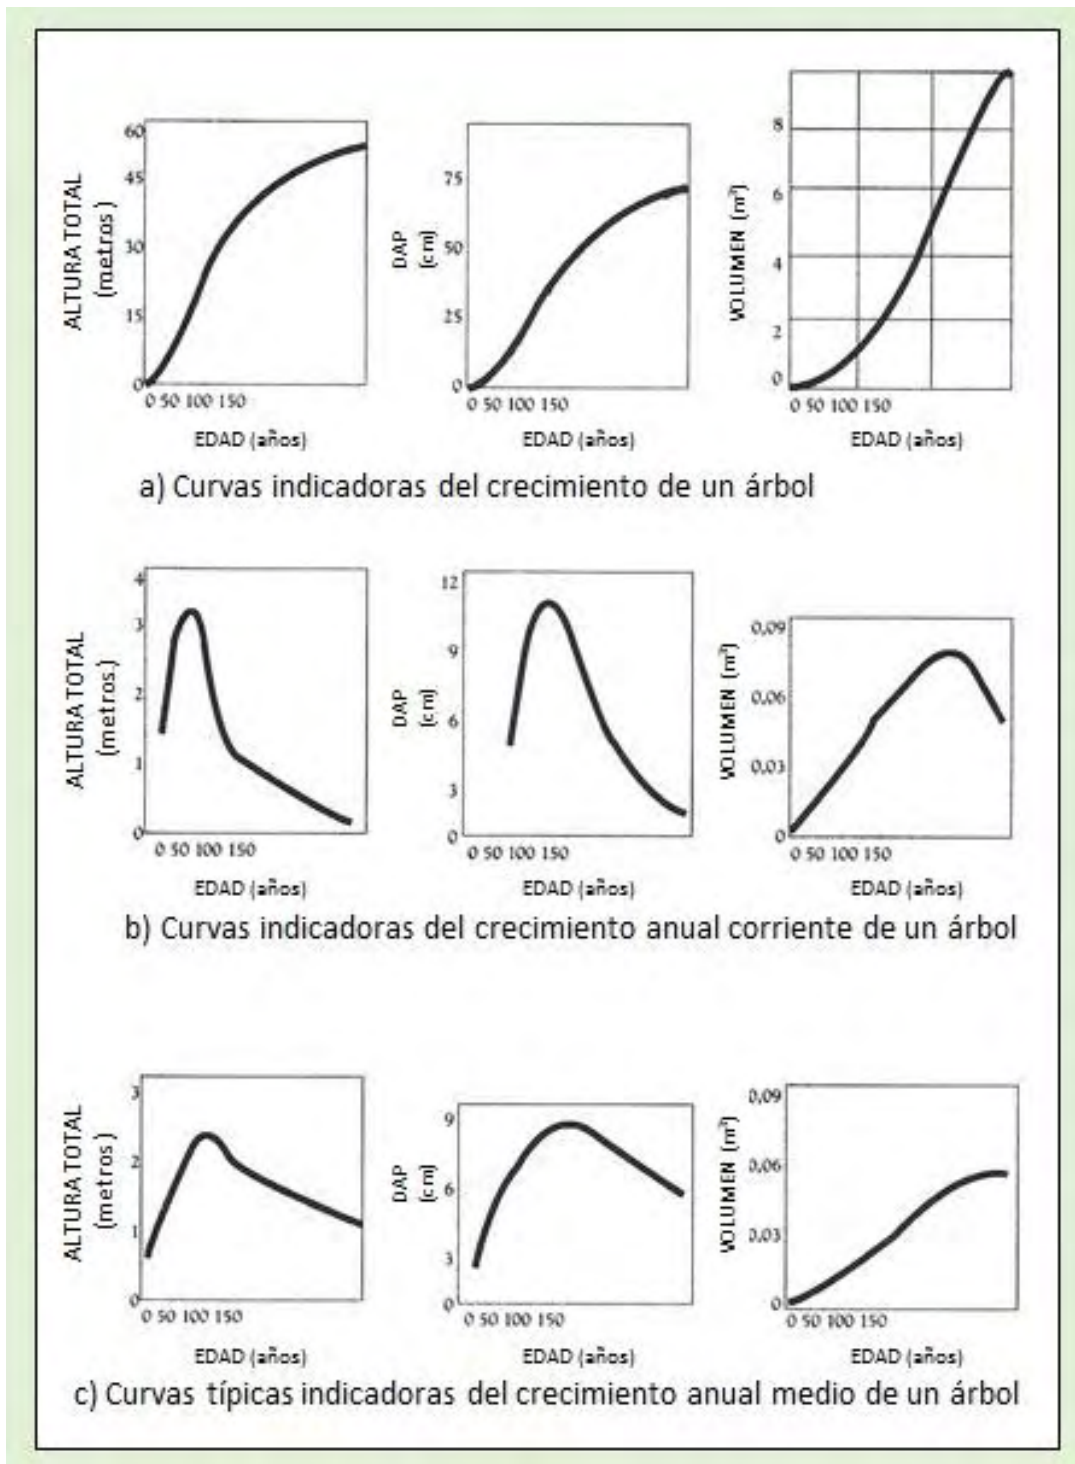 ALTURA TOTAL
(metros)
60
45
30
15
0
0 50 100 150
EDAD (años)
DAP
(cm)
75
50
25
0
0 50 100 150
EDAD (años)
VOLUMEN (m³)
8
6
4
2
0
0 50 100 150
EDAD (años)
a) Curvas indicadoras del crecimiento de un árbol
ALTURA TOTAL
(metros)
4
3
2
1
0
0 50 100 150
EDAD (años)
DAP
(cm)
12
9
6
3
0
0 50 100 150
EDAD (años)
VOLUMEN (m³)
0,09
0,06
0,03
0
0 50 100 150
EDAD (años)
b) Curvas indicadoras del crecimiento anual corriente de un árbol
ALTURA TOTAL
(metros)
3
2
1
0
0 50 100 150
EDAD (años)
DAP
(cm)
9
6
3
0
0 50 100 150
EDAD (años)
VOLUMEN (m³)
0,09
0,06
0,03
0
0 50 100 150
EDAD (años)
c) Curvas típicas indicadoras del crecimiento anual medio de un árbol